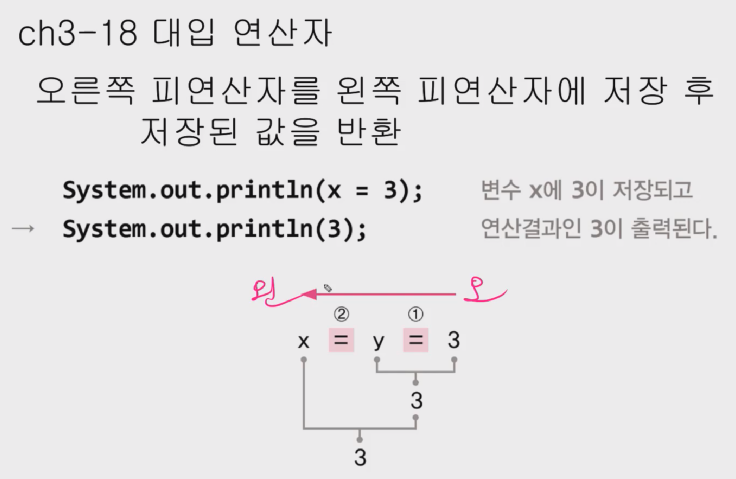 ch3-18 대입 연산자
오른쪽 피연산자를 왼쪽 피연산자에 저장 후
저장된 값을 반환
System.out.println(x = 3); 변수 x에 3이 저장되고
→ System.out.println(3); 연산결과인 3이 출력된다.
왼 오
② ①
x = y = 3
3
3